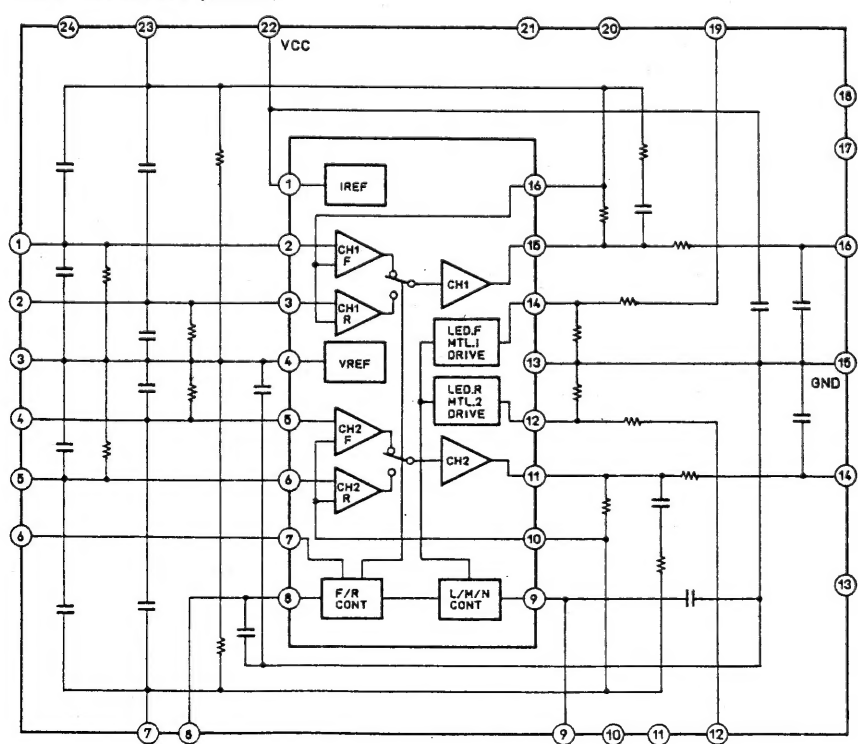 24 23 22 21 20 19
VCC
18
17
1 IREF 16
1 2 CH1 F 15 16
CH1
2 3 CH1 R 14
LED.F
MTL.1
DRIVE
3 4 VREF 13 15
GND
LED.R
MTL.2
DRIVE
4 5 CH2 F 12
5 6 CH2 R CH2 11 14
6 7 10
13
8 F/R CONT L/M/N CONT 9
7 8 9 10 11 12